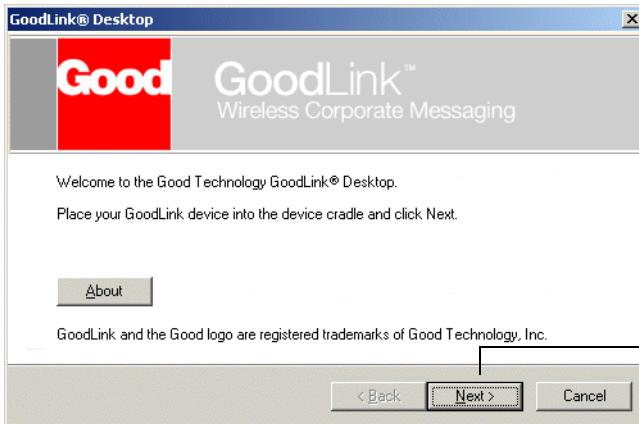 GoodLink® Desktop
Good
GoodLink™
Wireless Corporate Messaging
Welcome to the Good Technology GoodLink® Desktop.
Place your GoodLink device into the device cradle and click Next.
About
GoodLink and the Good logo are registered trademarks of Good Technology, Inc.
< Back Next > Cancel